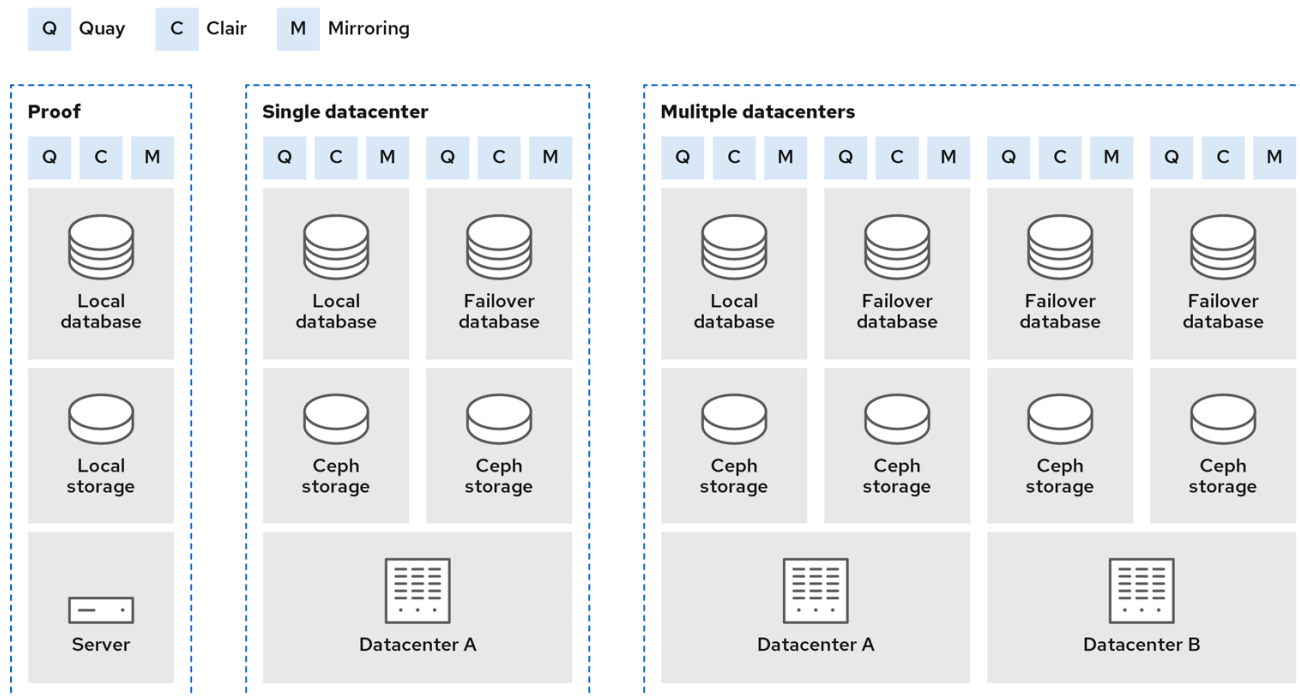 Q Quay C Clair M Mirroring
Proof
Single datacenter
Mulitple datacenters
Q C M
Q C M Q C M
Q C M Q C M Q C M Q C M
Local
database
Local
database
Failover
database
Local
database
Failover
database
Failover
database
Failover
database
Local
storage
Ceph
storage
Ceph
storage
Ceph
storage
Ceph
storage
Ceph
storage
Ceph
storage
Server
Datacenter A
Datacenter A
Datacenter B